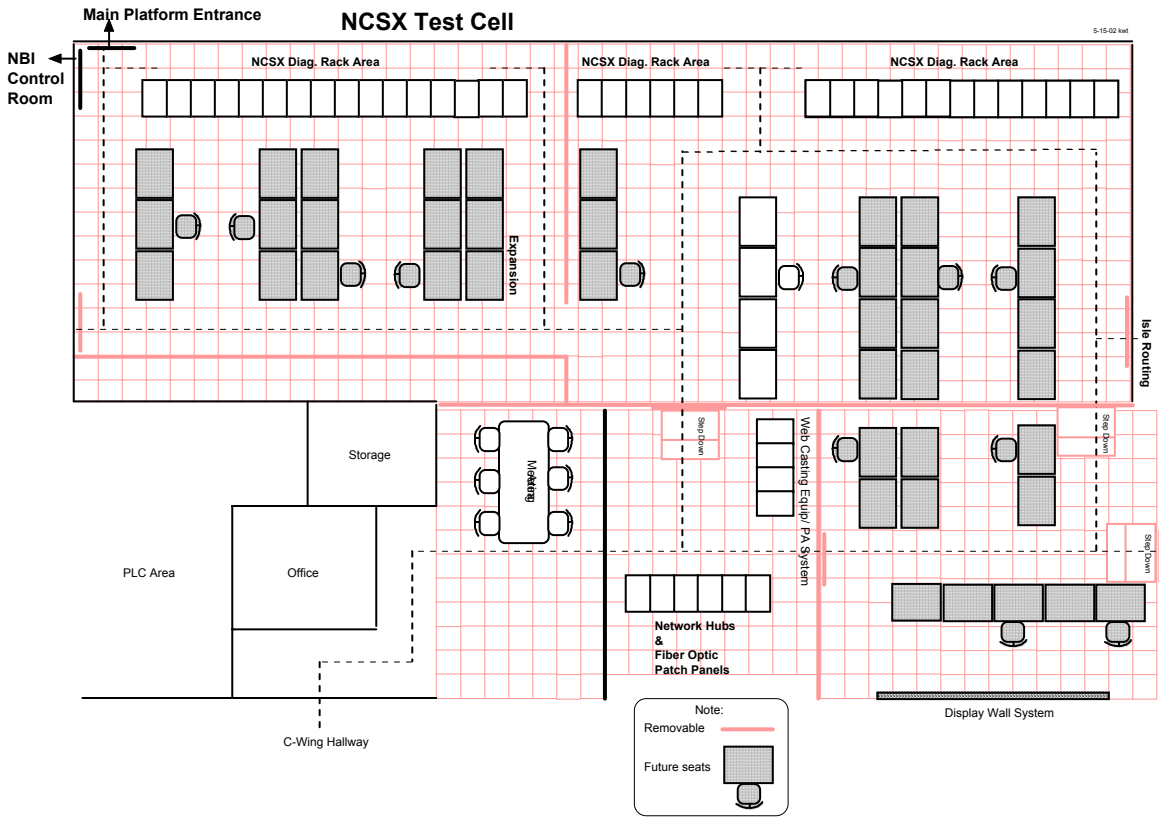 Main Platform Entrance
NCSX Test Cell
5-15-02 kwt
NBI
Control
Room
NCSX Diag. Rack Area
NCSX Diag. Rack Area
NCSX Diag. Rack Area
Expansion
Isle Routing
Storage
Meeting
Area
Step Down
Web Casting Equip/ PA System
Step Down
PLC Area
Office
Step Down
Network Hubs
&
Fiber Optic
Patch Panels
Display Wall System
C-Wing Hallway
Note:
Removable
Future seats